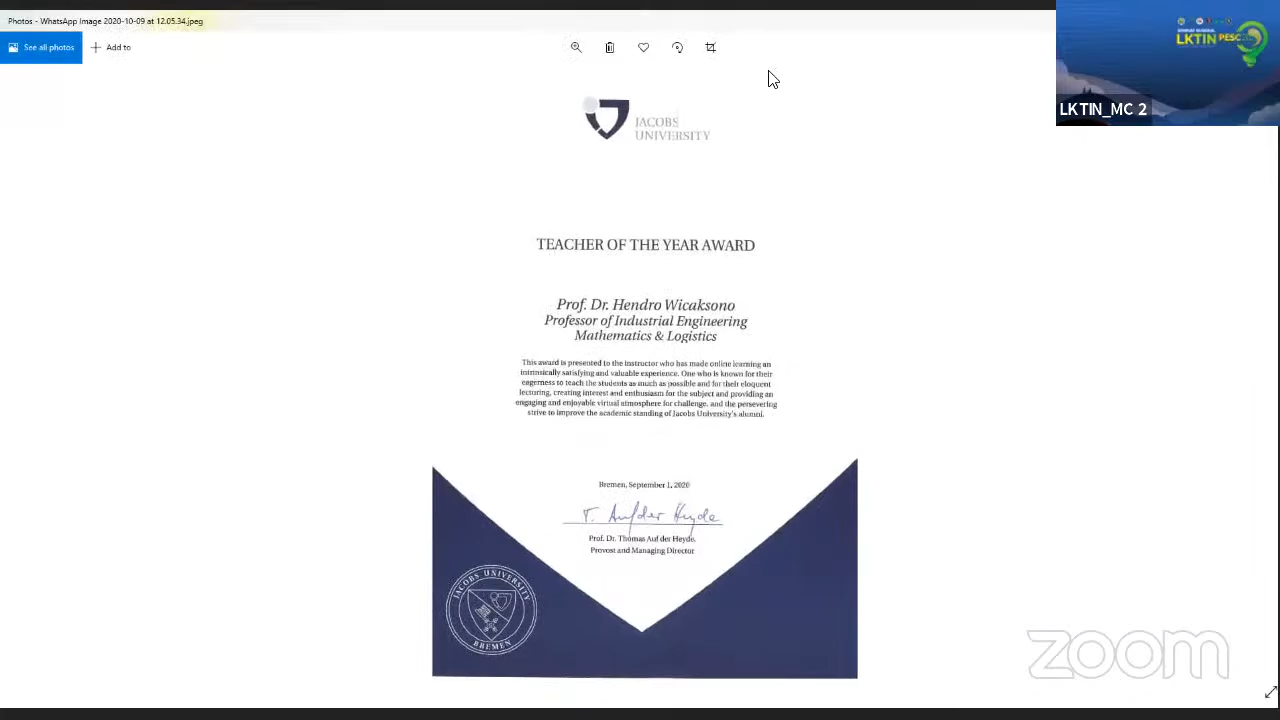 Photos - WhatsApp Image 2020-10-09 at 12.05.34.jpeg
See all photos
Add to
LKTIN
LKTIN_MC 2
JACOBS
UNIVERSITY
TEACHER OF THE YEAR AWARD
Prof. Dr. Hendro Wicaksono
Professor of Industrial Engineering
Mathematics & Logistics
This award is presented to the instructor who has made online learning an
intrinsically satisfying and valuable experience. One who is known for their
eagerness to teach the students as much as possible and for their eloquent
lecturing, creating interest and enthusiasm for the subject and providing an
engaging and enjoyable virtual atmosphere for challenge, and the persevering
strive to improve the academic standing of Jacobs University's alumni.
Bremen, September 1, 2020
T. Auf der Heyde
Prof. Dr. Thomas Auf der Heyde,
Provost and Managing Director
JACOBS UNIVERSITY
BREMEN
zoom